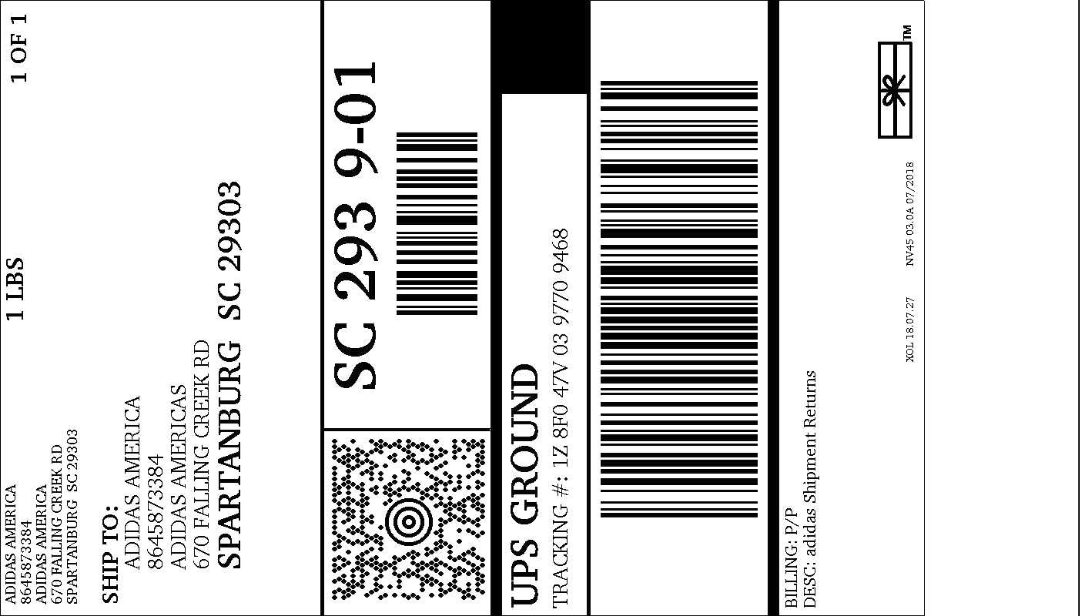 1 LBS
1 OF 1
ADIDAS AMERICA
8645873384
ADIDAS AMERICA
670 FALLING CREEK RD
SPARTANBURG SC 29303
SHIP TO:
ADIDAS AMERICA
8645873384
ADIDAS AMERICAS
670 FALLING CREEK RD
SPARTANBURG SC 29303
SC 293 9-01
UPS GROUND
TRACKING #: 1Z 8F0 47V 03 9770 9468
BILLING: P/P
DESC: adidas Shipment Returns
XOL 18.07.27
NV45 03.0A 07/2018
TM